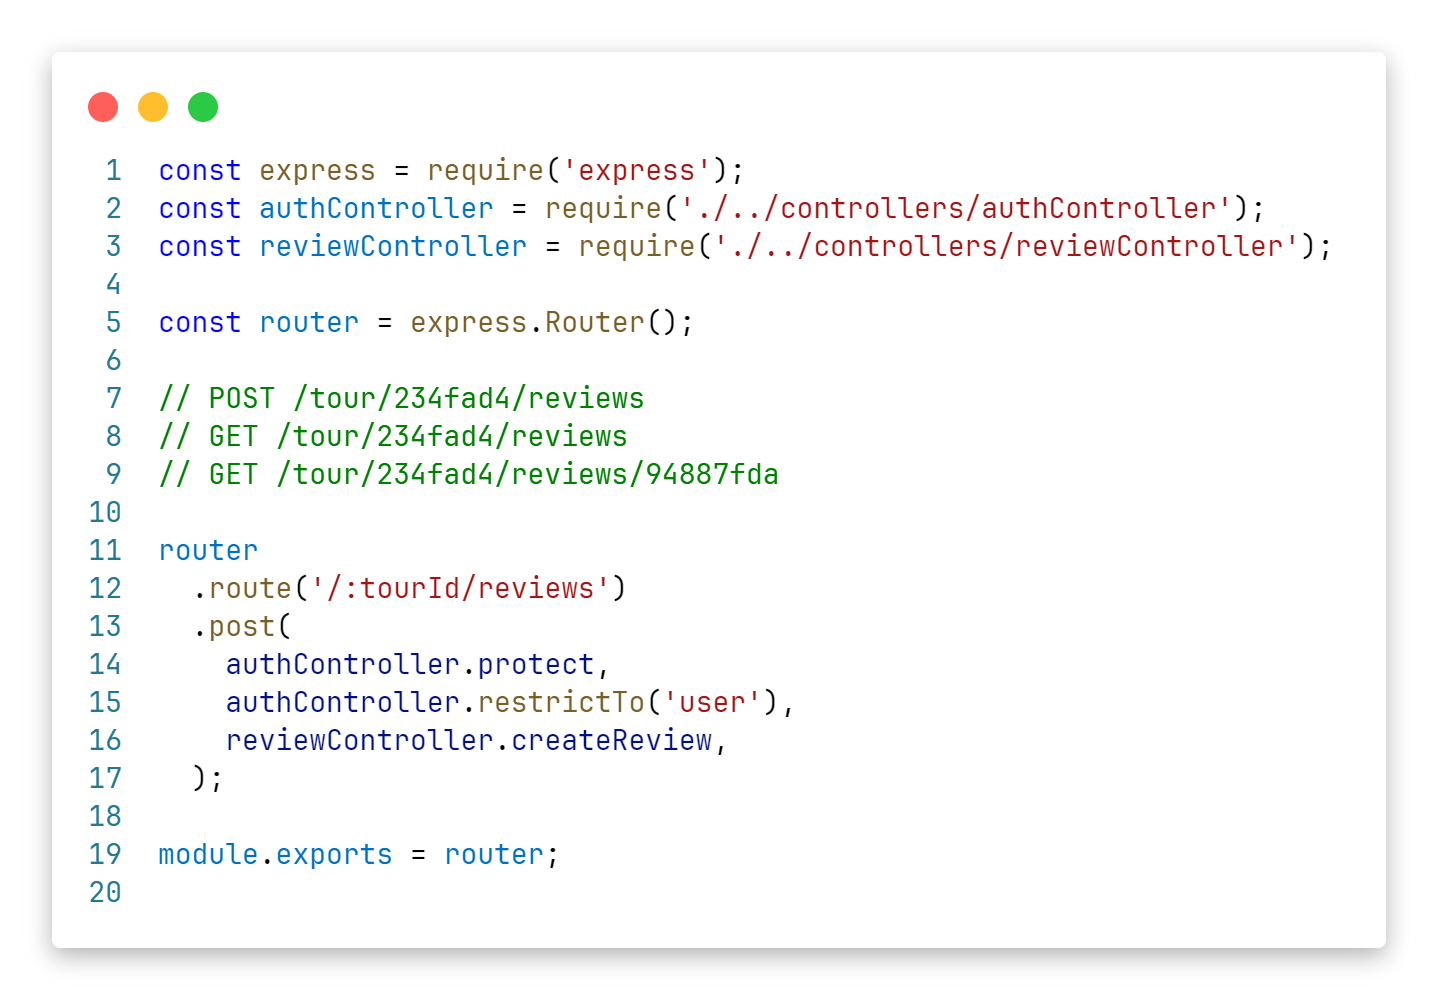 1 const express = require('express');
2 const authController = require('./../controllers/authController');
3 const reviewController = require('./../controllers/reviewController');
4
5 const router = express.Router();
6
7 // POST /tour/234fad4/reviews
8 // GET /tour/234fad4/reviews
9 // GET /tour/234fad4/reviews/94887fda
10
11 router
12   .route('/:tourId/reviews')
13   .post(
14     authController.protect,
15     authController.restrictTo('user'),
16     reviewController.createReview,
17   );
18
19 module.exports = router;
20